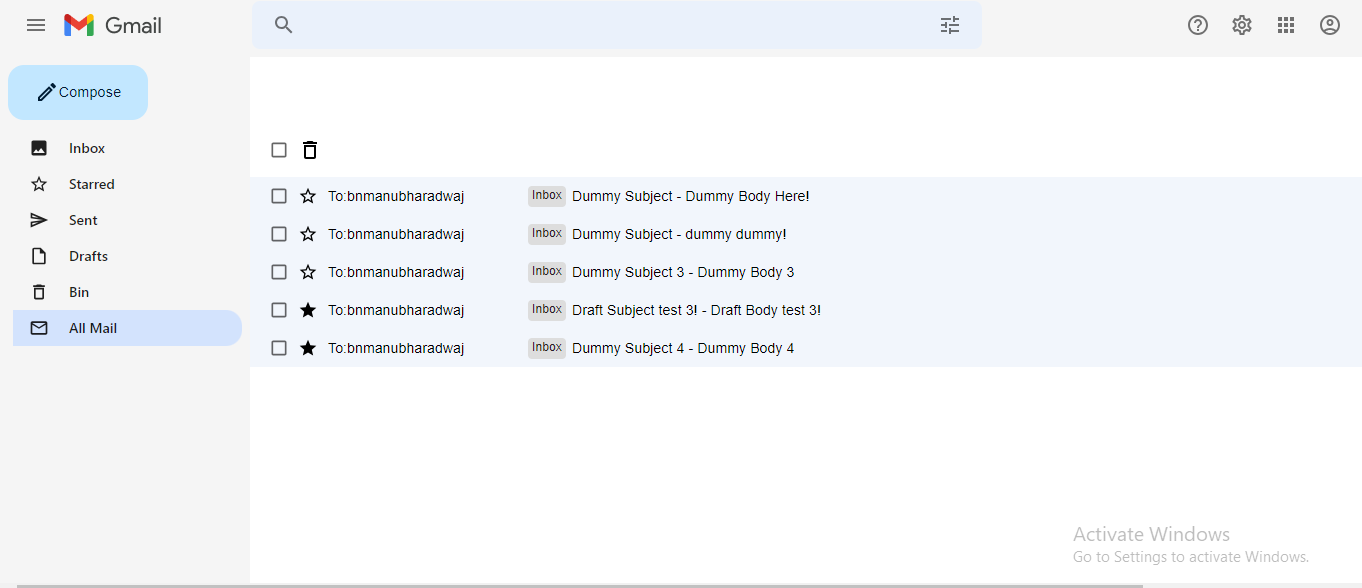 Gmail
Compose
Inbox
Starred
Sent
Drafts
Bin
All Mail
To:bnmanubharadwaj Inbox Dummy Subject - Dummy Body Here!
To:bnmanubharadwaj Inbox Dummy Subject - dummy dummy!
To:bnmanubharadwaj Inbox Dummy Subject 3 - Dummy Body 3
To:bnmanubharadwaj Inbox Draft Subject test 3! - Draft Body test 3!
To:bnmanubharadwaj Inbox Dummy Subject 4 - Dummy Body 4
Activate Windows
Go to Settings to activate Windows.